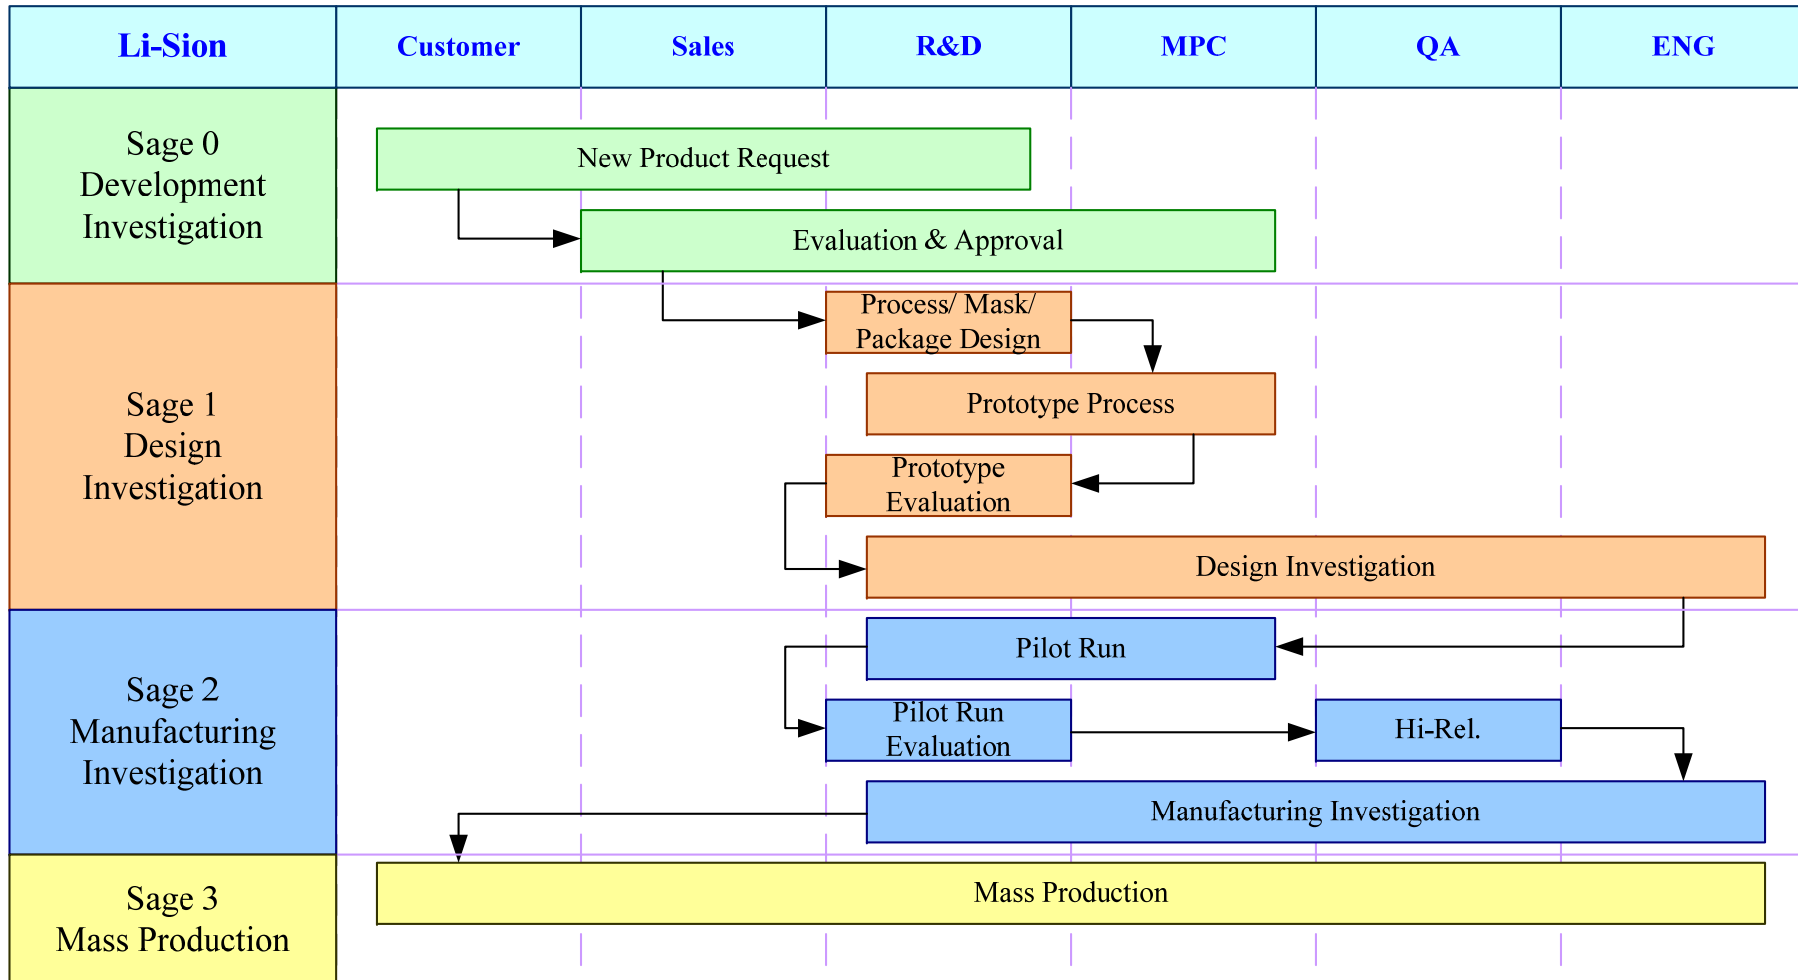 Li-Sion
Customer
Sales
R&D
MPC
QA
ENG
Sage 0
Development
Investigation
New Product Request
Evaluation & Approval
Sage 1
Design
Investigation
Process/ Mask/
Package Design
Prototype Process
Prototype
Evaluation
Design Investigation
Sage 2
Manufacturing
Investigation
Pilot Run
Pilot Run
Evaluation
Hi-Rel.
Manufacturing Investigation
Sage 3
Mass Production
Mass Production